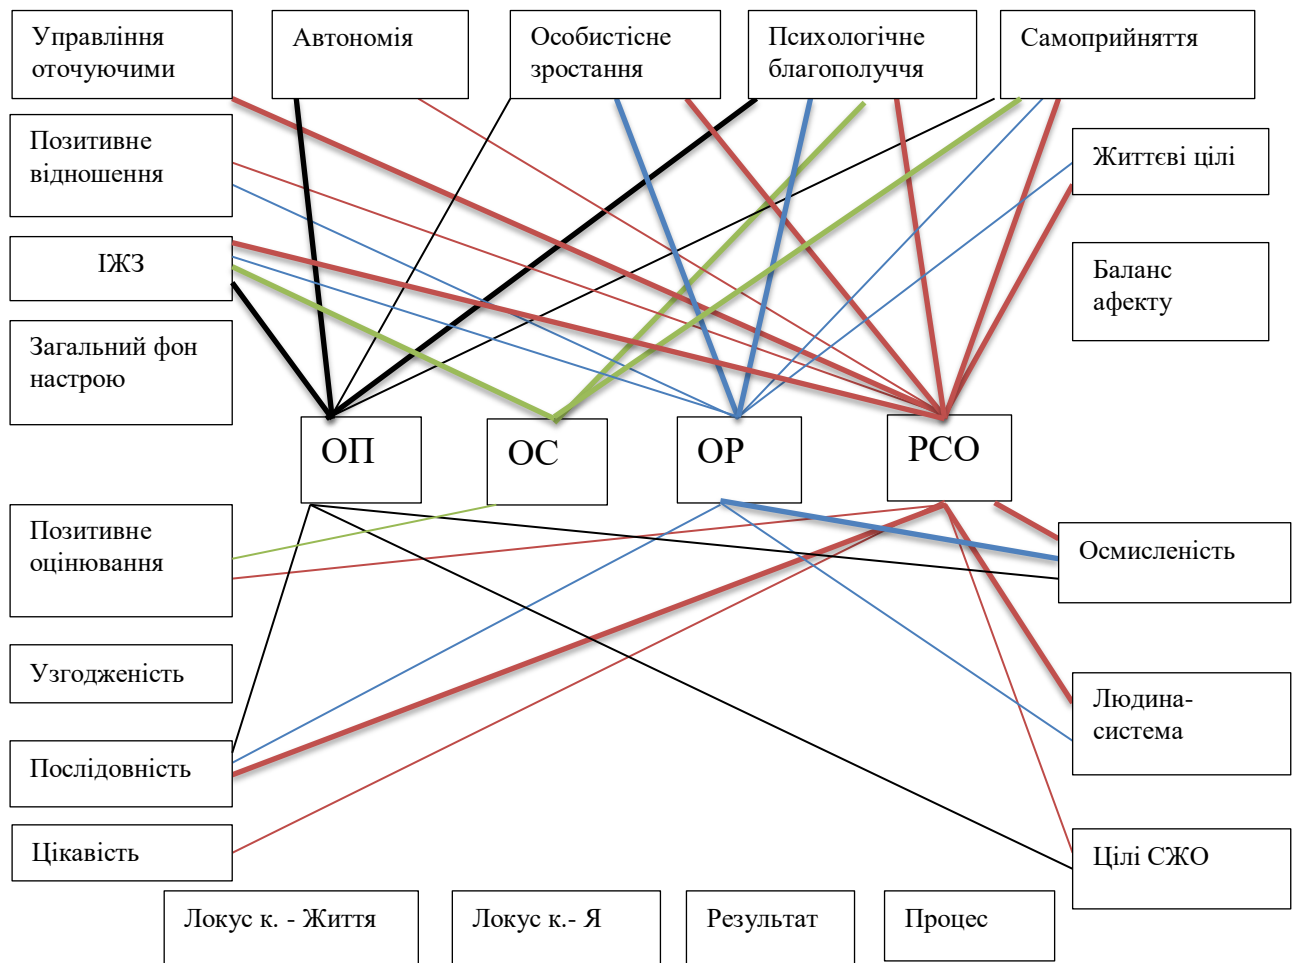 Управління
оточуючими
Автономія
Особистісне
зростання
Психологічне
благополуччя
Самоприйняття
Позитивне
відношення
Життєві цілі
ІЖЗ
Баланс
афекту
Загальний фон
настрою
ОП
ОС
ОР
РСО
Позитивне
оцінювання
Осмисленість
Узгодженість
Людина-
система
Послідовність
Цікавість
Цілі СЖО
Локус к. - Життя
Локус к.- Я
Результат
Процес